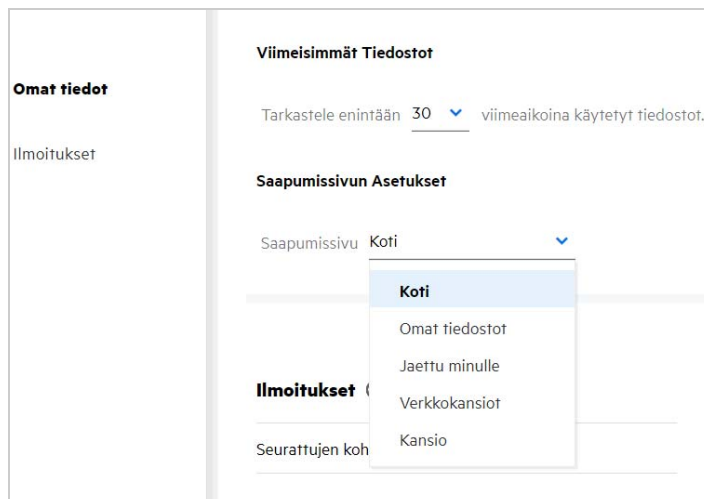 Omat tiedot
Ilmoitukset
Viimeisimmät Tiedostot
Tarkastele enintään 30 viimeaikoina käytetyt tiedostot.
Saapumissivun Asetukset
Saapumissivu Koti
Koti
Omat tiedostot
Jaettu minulle
Verkkokansiot
Kansio
Ilmoitukset
Seurattujen koh